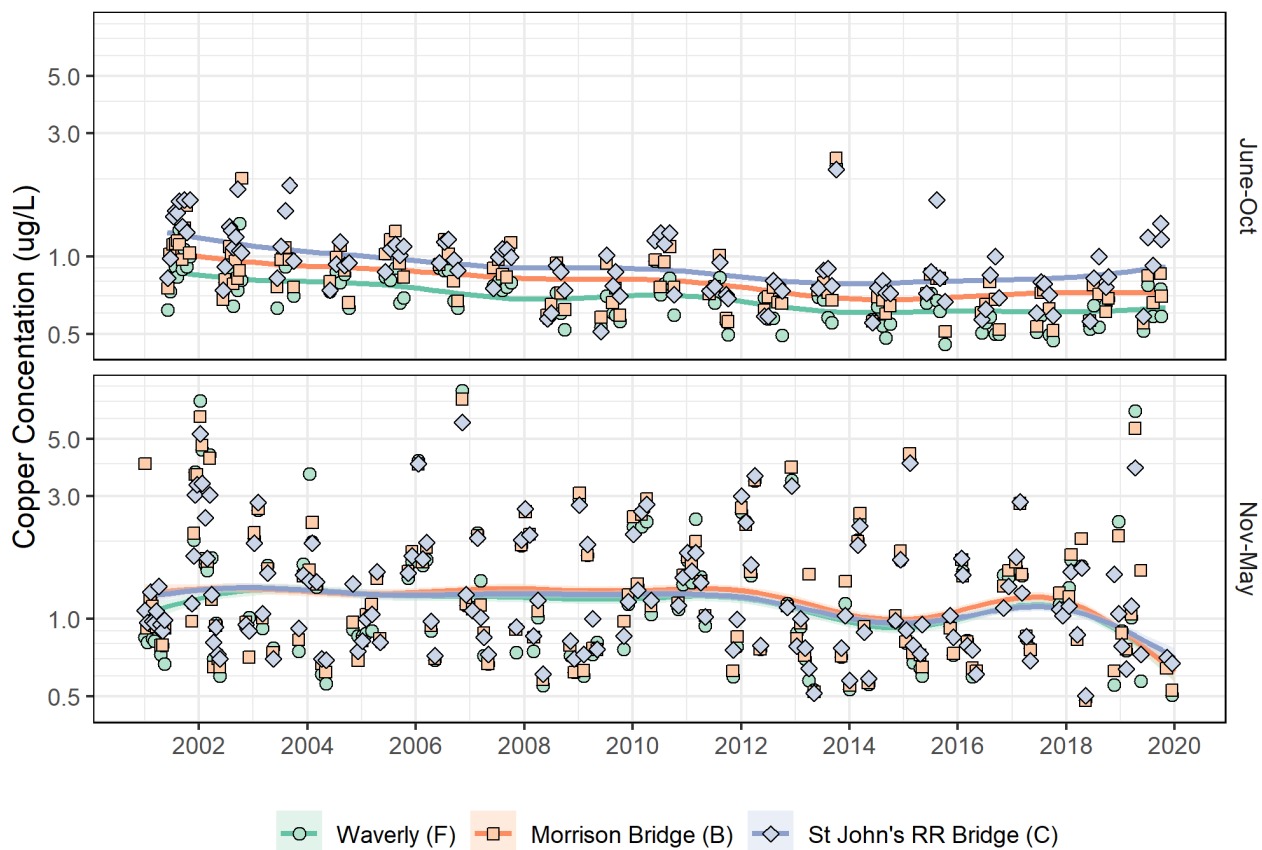 Copper Concentration (ug/L)
5.0
3.0
1.0
0.5
June-Oct
5.0
3.0
1.0
0.5
Nov-May
2002 2004 2006 2008 2010 2012 2014 2016 2018 2020
Waverly (F) Morrison Bridge (B) St John's RR Bridge (C)